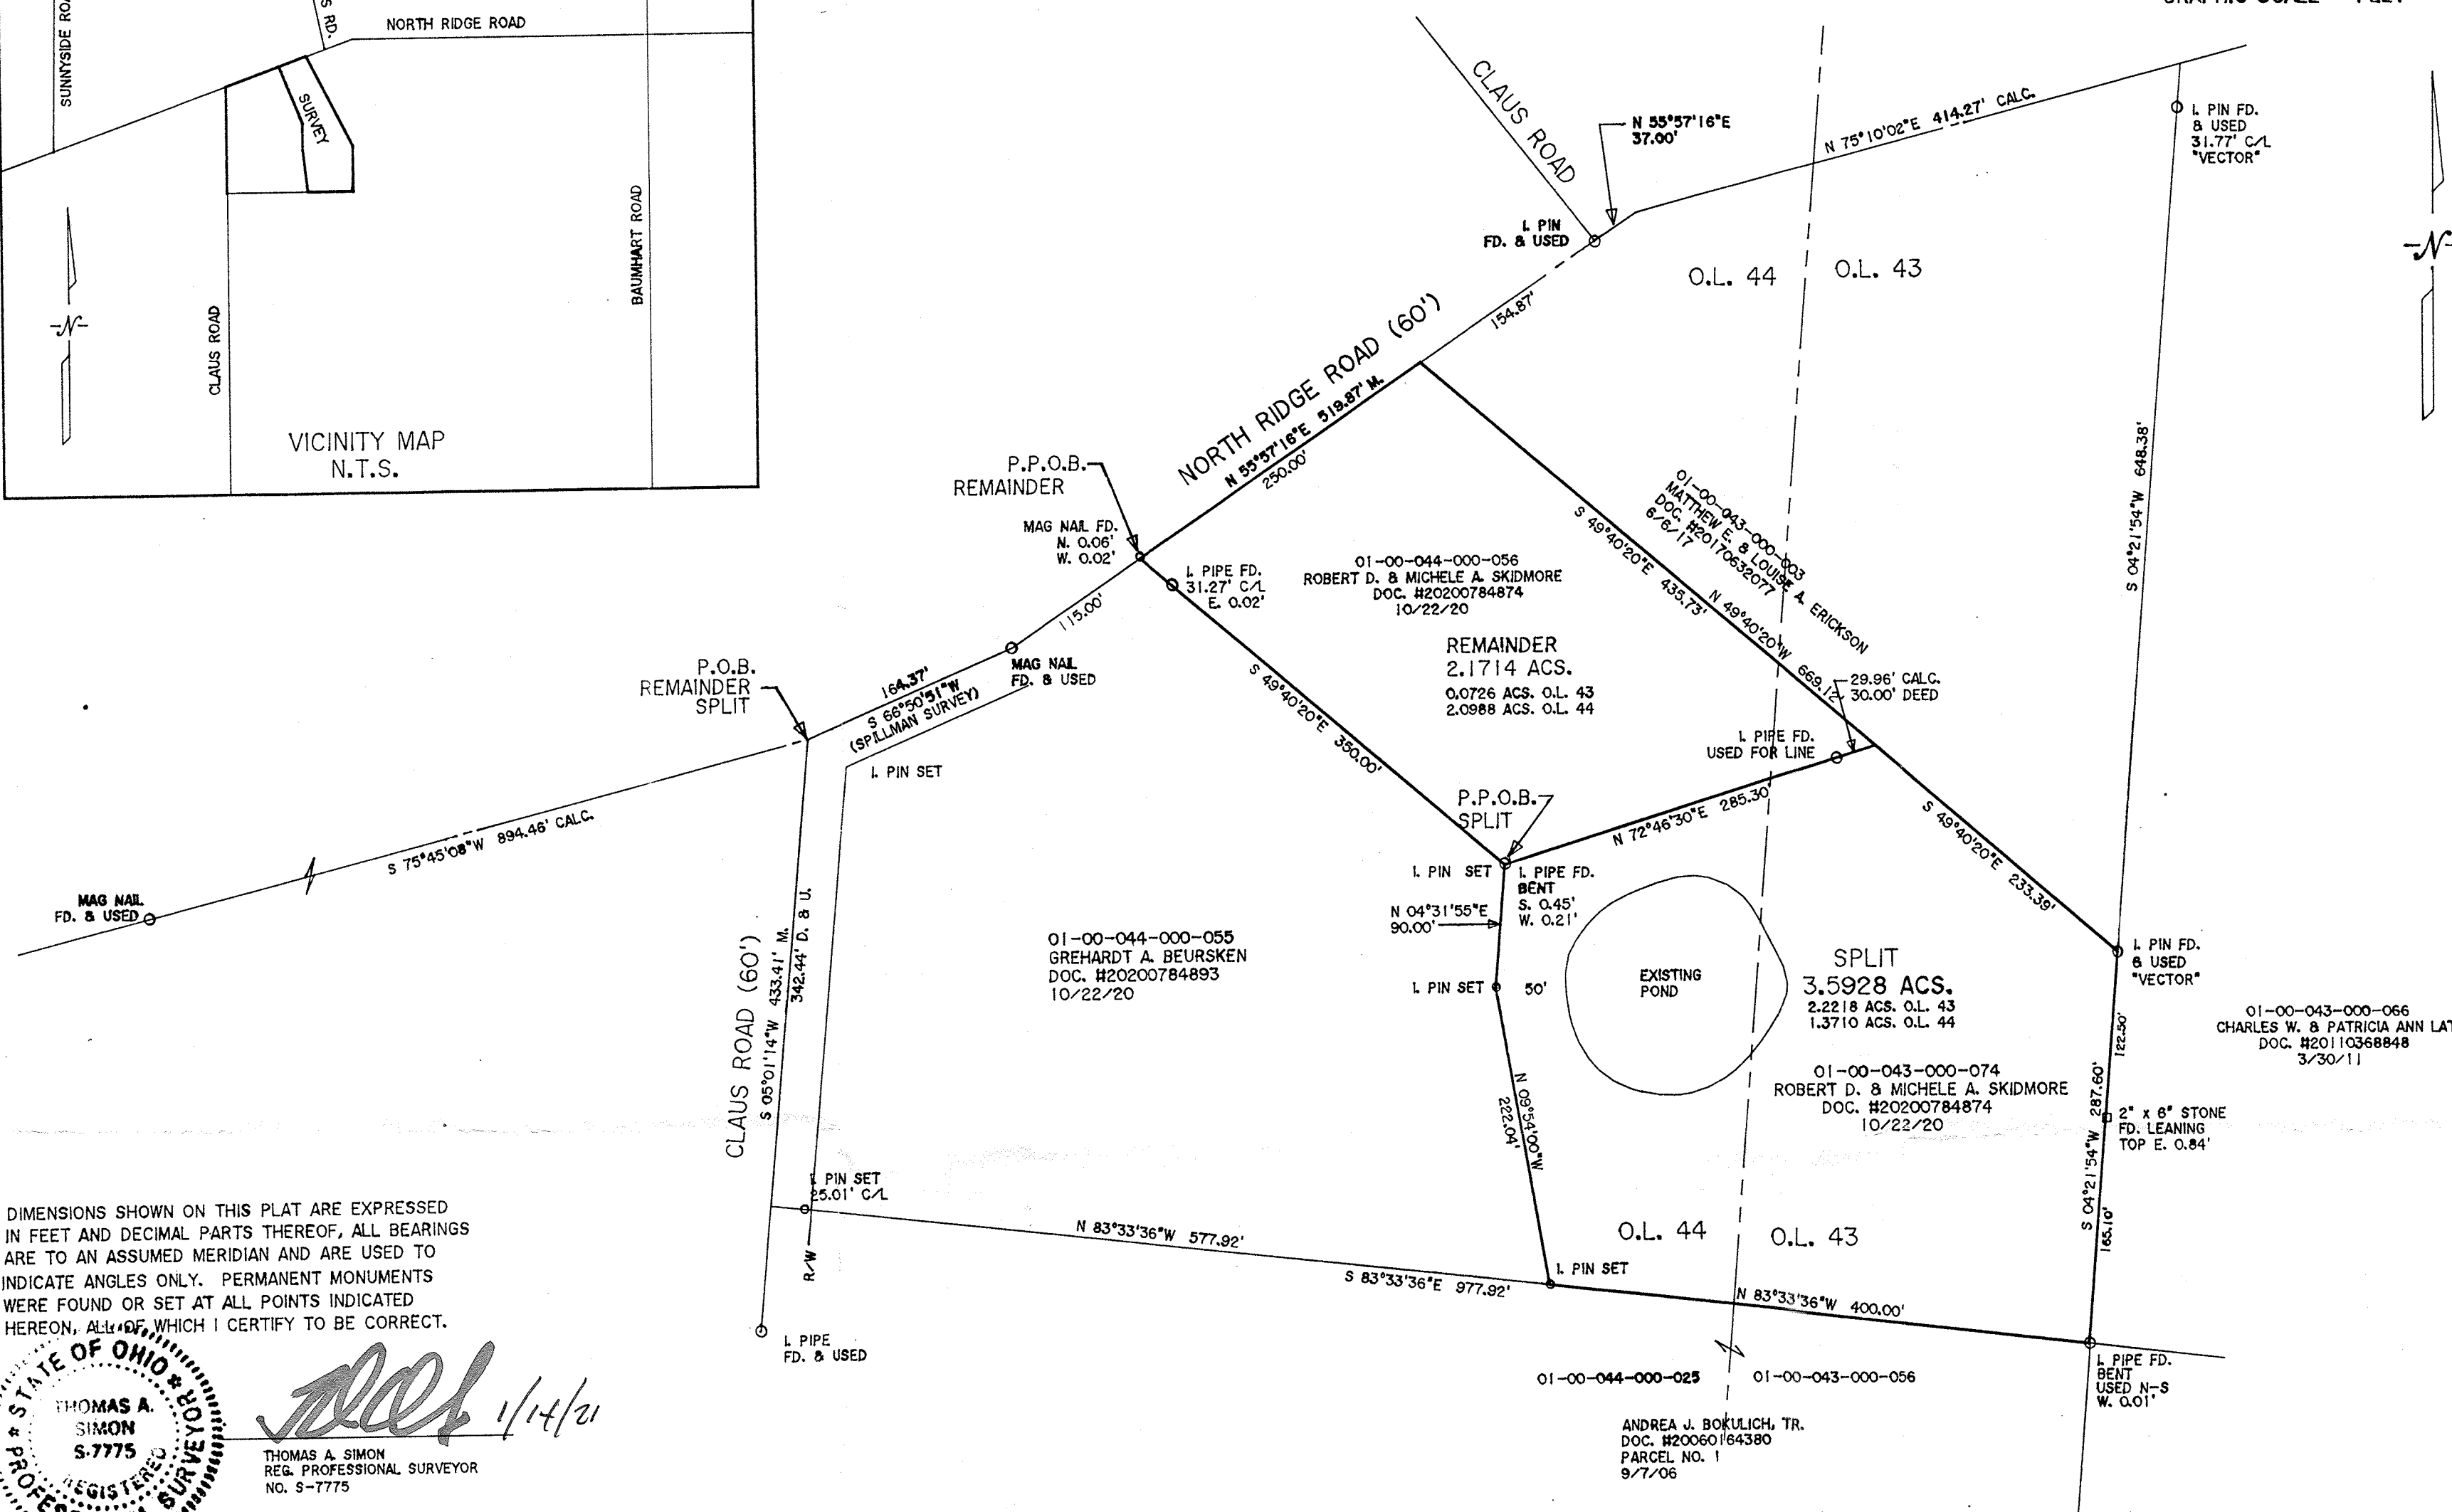 SUNNYSIDE
S RD.
NORTH RIDGE ROAD
SURVEY
CLAUS ROAD
BAUMHART ROAD
-N-
VICINITY MAP
N.T.S.
CLAUS ROAD
N 55°57'16"E
37.00'
N 75°10'02"E 414.27' CALC.
I. PIN FD.
& USED
31.77' C/L
"VECTOR"
-N-
I. PIN
FD. & USED
O.L. 44
O.L. 43
154.87'
NORTH RIDGE ROAD (60')
N 55°57'16"E 519.87' M.
250.00'
S 04°21'54"W 648.38'
P.P.O.B.
REMAINDER
MAG NAIL FD.
N. 0.06'
W. 0.02'
I. PIPE FD.
31.27' C/L
E. 0.02'
115.00'
01-00-044-000-056
ROBERT D. & MICHELE A. SKIDMORE
DOC. #20200784874
10/22/20
REMAINDER
2.1714 ACS.
0.0726 ACS. O.L. 43
2.0988 ACS. O.L. 44
01-00-043-000-003
MATTHEW E. & LOUISE A. ERICKSON
DOC. #20170632077
6/6/17
S 49°40'20"E 435.73'
N 49°40'20"W 669.12'
29.96' CALC.
30.00' DEED
I. PIPE FD.
USED FOR LINE
P.O.B.
REMAINDER
SPLIT
164.37'
S 66°50'51"W
(SPILLMAN SURVEY)
MAG NAIL
FD. & USED
I. PIN SET
S 49°40'20"E 350.00'
S 75°45'08"W 894.46' CALC.
MAG NAIL
FD. & USED
P.P.O.B.
SPLIT
N 72°46'30"E 285.30'
S 49°40'20"E 233.39'
I. PIN SET
I. PIPE FD.
BENT
S. 0.45'
W. 0.21'
N 04°31'55"E
90.00'
I. PIN SET
50'
EXISTING
POND
SPLIT
3.5928 ACS.
2.2218 ACS. O.L. 43
1.3710 ACS. O.L. 44
01-00-043-000-074
ROBERT D. & MICHELE A. SKIDMORE
DOC. #20200784874
10/22/20
I. PIN FD.
& USED
"VECTOR"
01-00-043-000-066
CHARLES W. & PATRICIA ANN
DOC. #20110368848
3/30/11
122.50'
S 04°21'54"W 287.60'
165.10'
2" x 6" STONE
FD. LEANING
TOP E. 0.84'
01-00-044-000-055
GREHARDT A. BEURSKEN
DOC. #20200784893
10/22/20
CLAUS ROAD (60')
S 05°01'14"W 433.41' M.
342.44' D. & U.
N 09°54'00"W
222.04'
I. PIN SET
25.01' C/L
R/W
N 83°33'36"W 577.92'
S 83°33'36"E 977.92'
I. PIN SET
O.L. 44
O.L. 43
N 83°33'36"W 400.00'
I. PIPE
FD. & USED
I. PIPE FD.
BENT
USED N-S
W. 0.01'
01-00-044-000-025
01-00-043-000-056
ANDREA J. BOKULICH, TR.
DOC. #20060164380
PARCEL NO. 1
9/7/06
DIMENSIONS SHOWN ON THIS PLAT ARE EXPRESSED
IN FEET AND DECIMAL PARTS THEREOF, ALL BEARINGS
ARE TO AN ASSUMED MERIDIAN AND ARE USED TO
INDICATE ANGLES ONLY. PERMANENT MONUMENTS
WERE FOUND OR SET AT ALL POINTS INDICATED
HEREON, ALL OF WHICH I CERTIFY TO BE CORRECT.
STATE OF OHIO
THOMAS A.
SIMON
S-7775
REGISTERED
PROFESSIONAL SURVEYOR
1/14/21
THOMAS A. SIMON
REG. PROFESSIONAL SURVEYOR
NO. S-7775